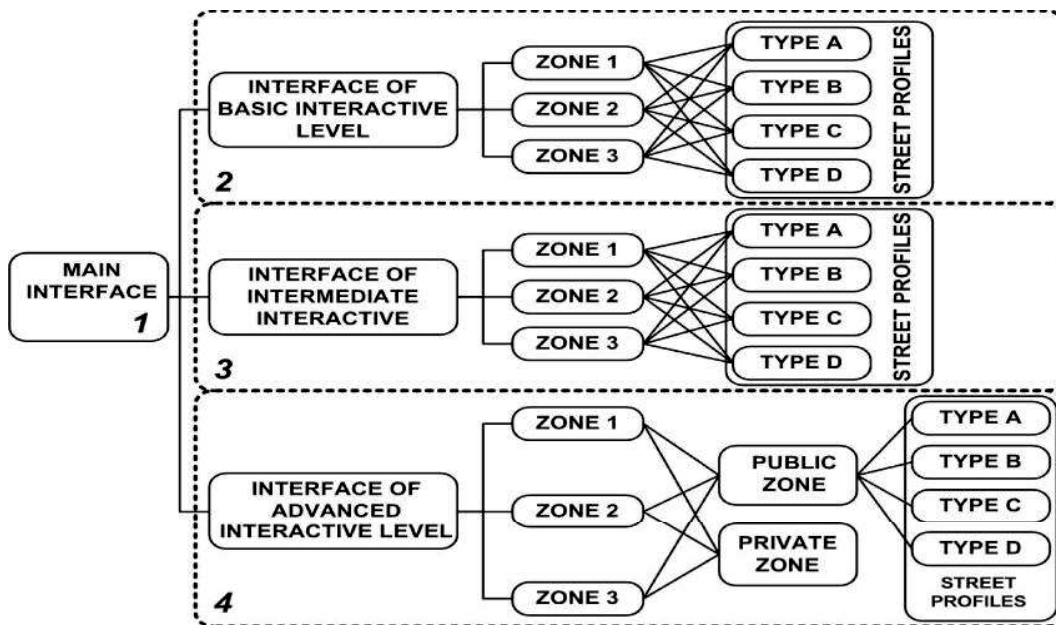 MAIN
INTERFACE
1
INTERFACE OF
BASIC INTERACTIVE
LEVEL
2
ZONE 1
ZONE 2
ZONE 3
TYPE A
TYPE B
TYPE C
TYPE D
STREET PROFILES
INTERFACE OF
INTERMEDIATE
INTERACTIVE
3
ZONE 1
ZONE 2
ZONE 3
TYPE A
TYPE B
TYPE C
TYPE D
STREET PROFILES
INTERFACE OF
ADVANCED
INTERACTIVE LEVEL
4
ZONE 1
ZONE 2
ZONE 3
PUBLIC
ZONE
PRIVATE
ZONE
TYPE A
TYPE B
TYPE C
TYPE D
STREET
PROFILES